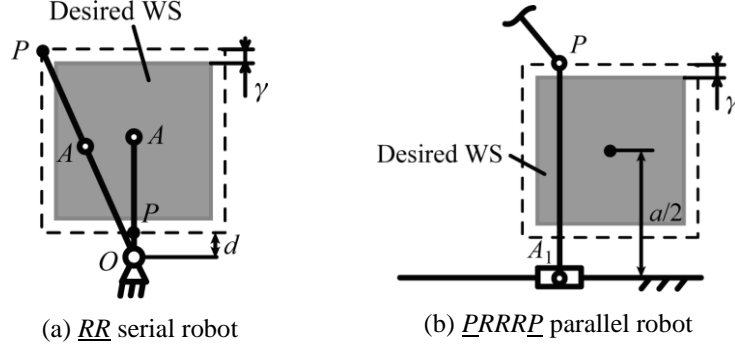 Desired WS
P
γ
A
A
P
d
O
(a) RR serial robot
P
γ
Desired WS
a/2
A1
(b) PRRRP parallel robot